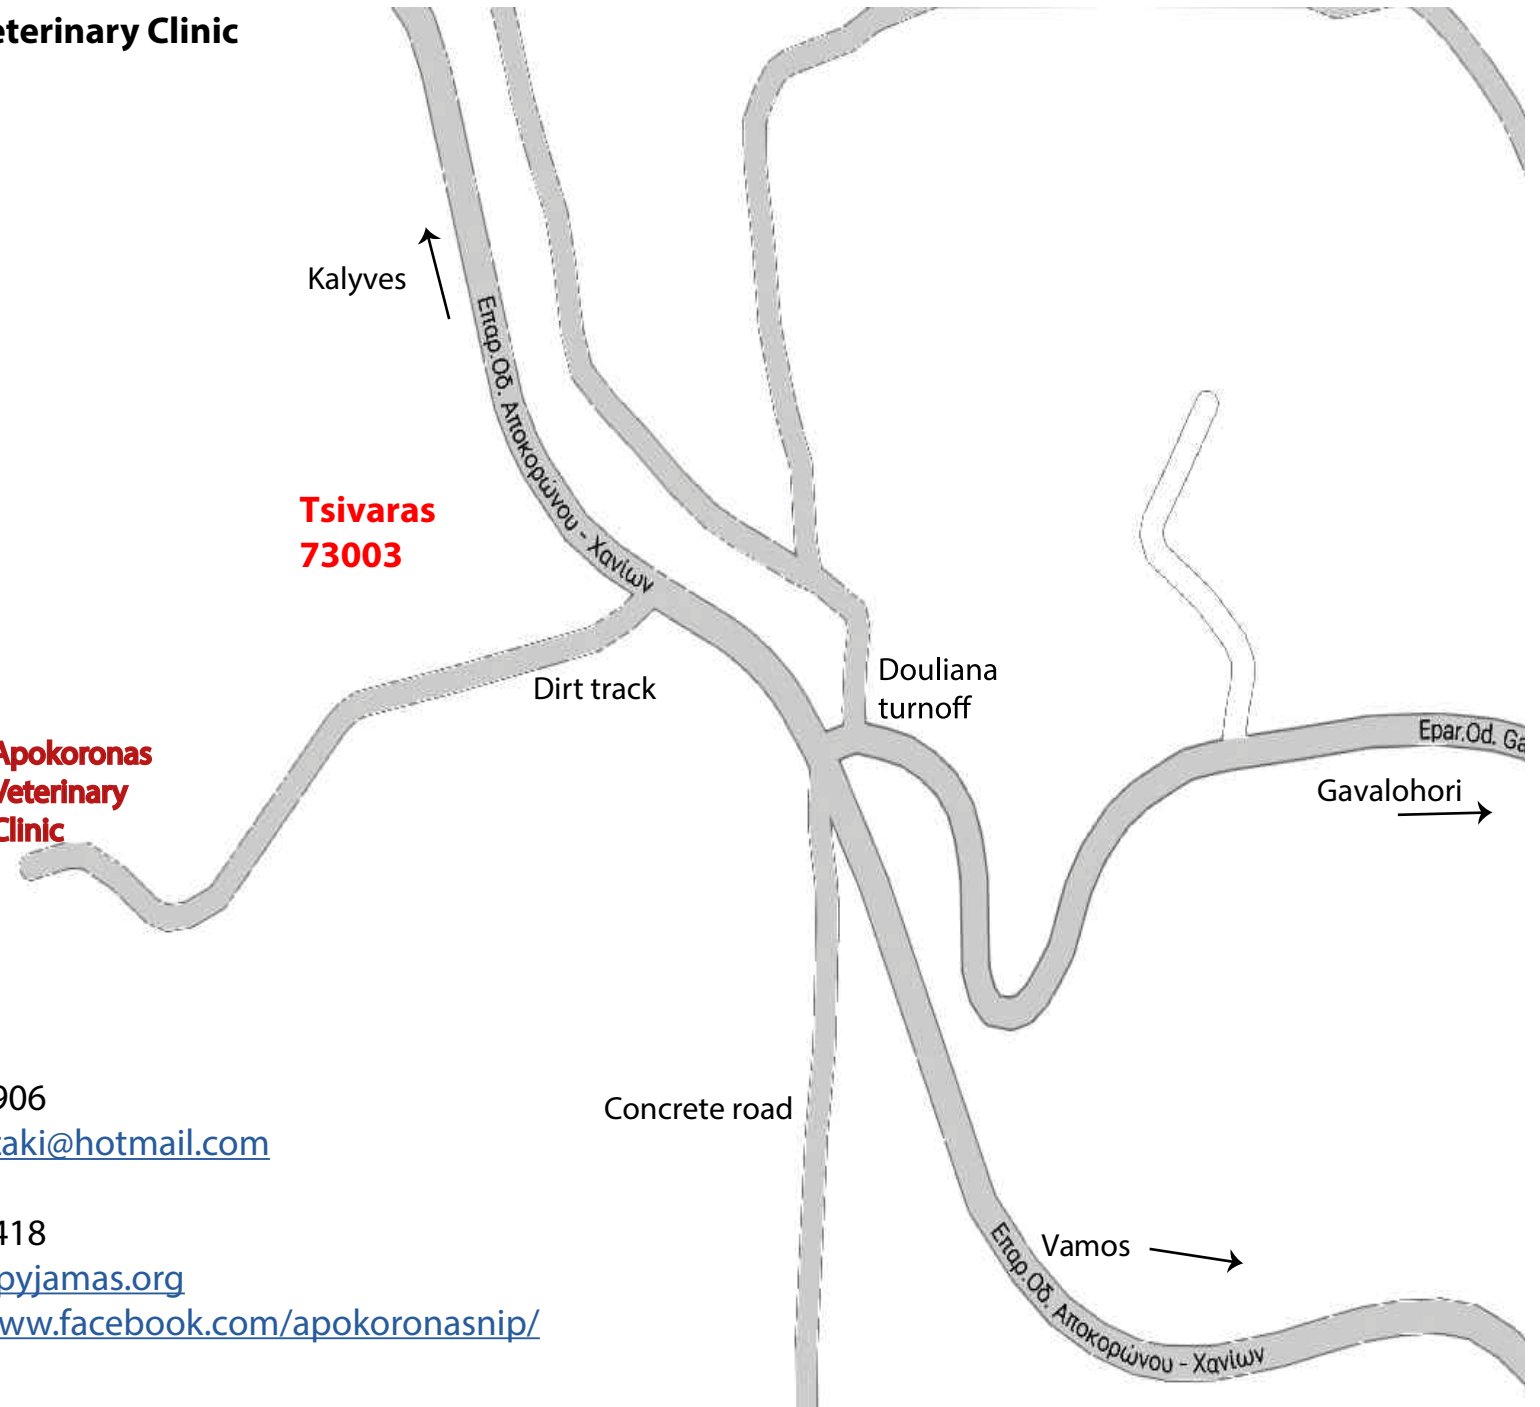 eterinary Clinic
Kalyves
Επαρ.Οδ. Αποκορώνου - Χανίων
Tsivaras
73003
Dirt track
Douliana
turnoff
Epar.Od. Ga
Apokoronas
Veterinary
Clinic
Gavalohori
906
taki@hotmail.com
Concrete road
418
pyjamas.org
ww.facebook.com/apokoronasnip/
Vamos
Επαρ.Οδ. Αποκορώνου - Χανίων